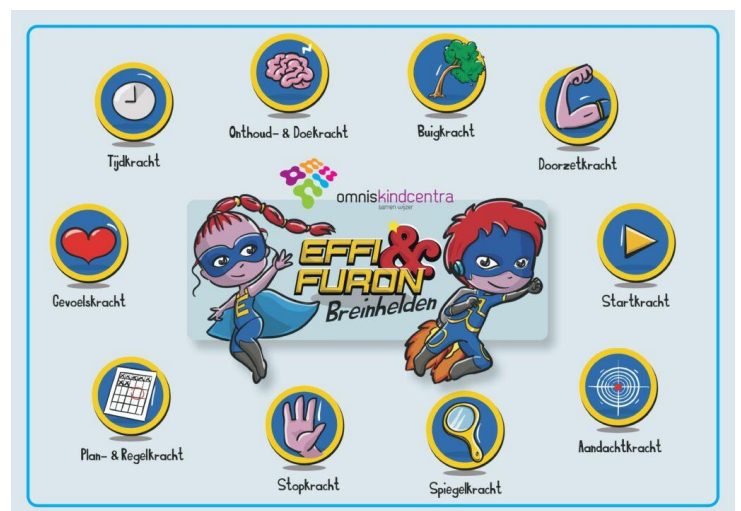 Tijdkracht
Onthoud- & Doekracht
Buigkracht
Doorzetkracht
omniskindcentra
samen wijzer
EFFI &
FURON
Breinhelden
Gevoelskracht
Startkracht
Plan- & Regelkracht
Stopkracht
Spiegelkracht
Aandachtkracht